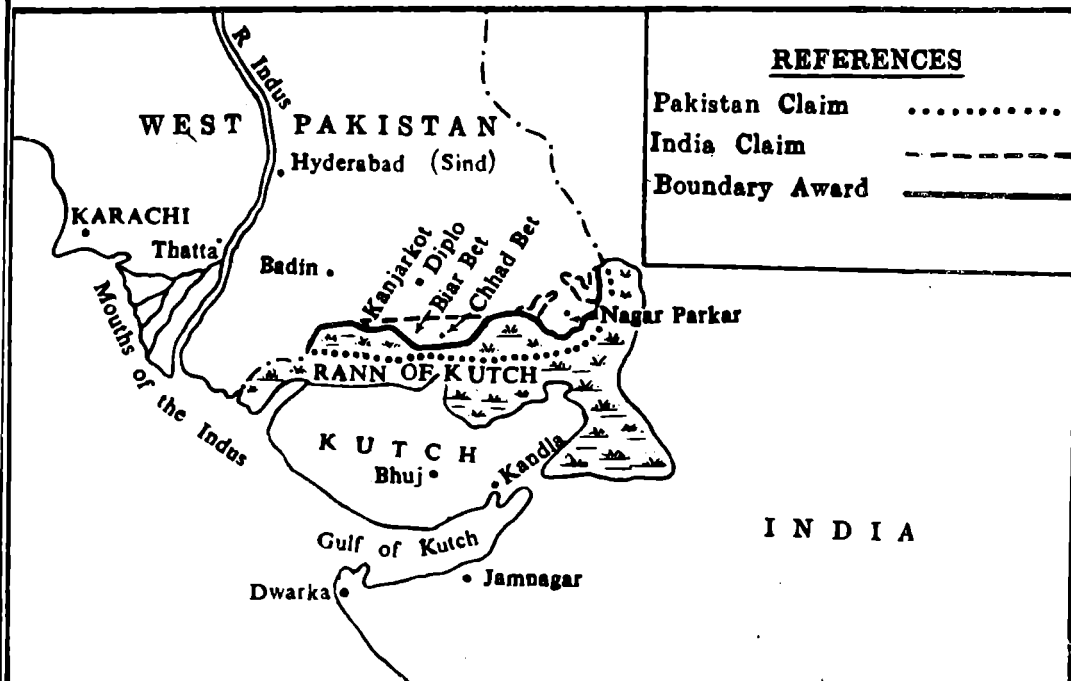 REFERENCES
Pakistan Claim
India Claim
Boundary Award
R Indus
WEST PAKISTAN
Hyderabad (Sind)
KARACHI
Thatta
Badin
Kanjarkot
Diplo
Biar Bet
Chhad Bet
Nagar Parkar
Mouths of the Indus
RANN OF KUTCH
KUTCH
Bhuj
Kandla
INDIA
Gulf of Kutch
Jamnagar
Dwarka